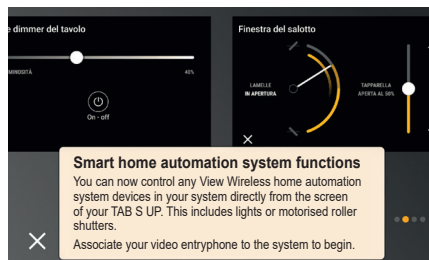 e dimmer del tavolo
Finestra del salotto
MINOSITÀ
40%
LAMELLE
IN APERTURA
TAPPARELLA
APERTA AL 50%
On - off
Smart home automation system functions
You can now control any View Wireless home automation
system devices in your system directly from the screen
of your TAB S UP. This includes lights or motorised roller
shutters.
Associate your video entryphone to the system to begin.